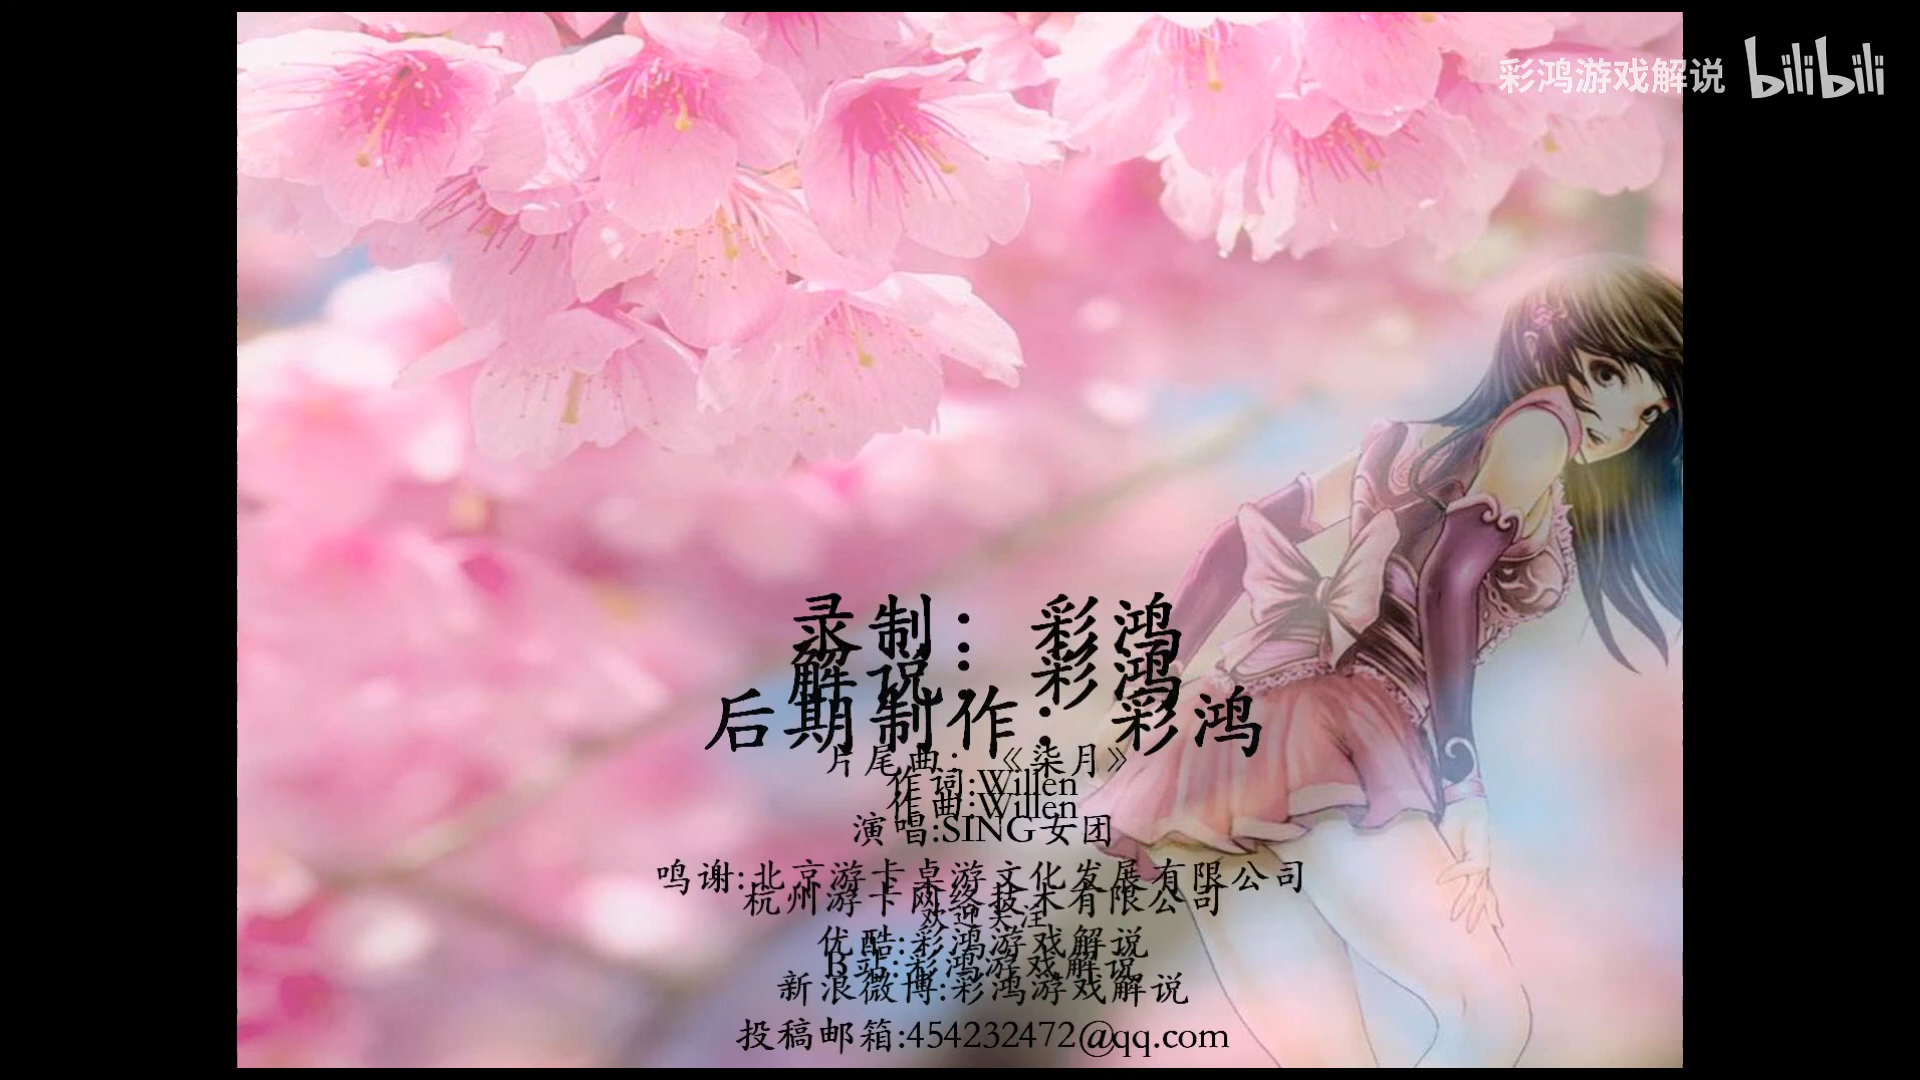 彩鸿游戏解说 bilibili
录制：彩鸿
解说：彩鸿
后期制作：彩鸿
片尾曲：《柒月》
作词:Willen
作曲:Willen
演唱:SING女团
鸣谢:北京游卡桌游文化发展有限公司
杭州游卡网络技术有限公司
欢迎关注
优酷:彩鸿游戏解说
B站:彩鸿游戏解说
新浪微博:彩鸿游戏解说
投稿邮箱:454232472@qq.com